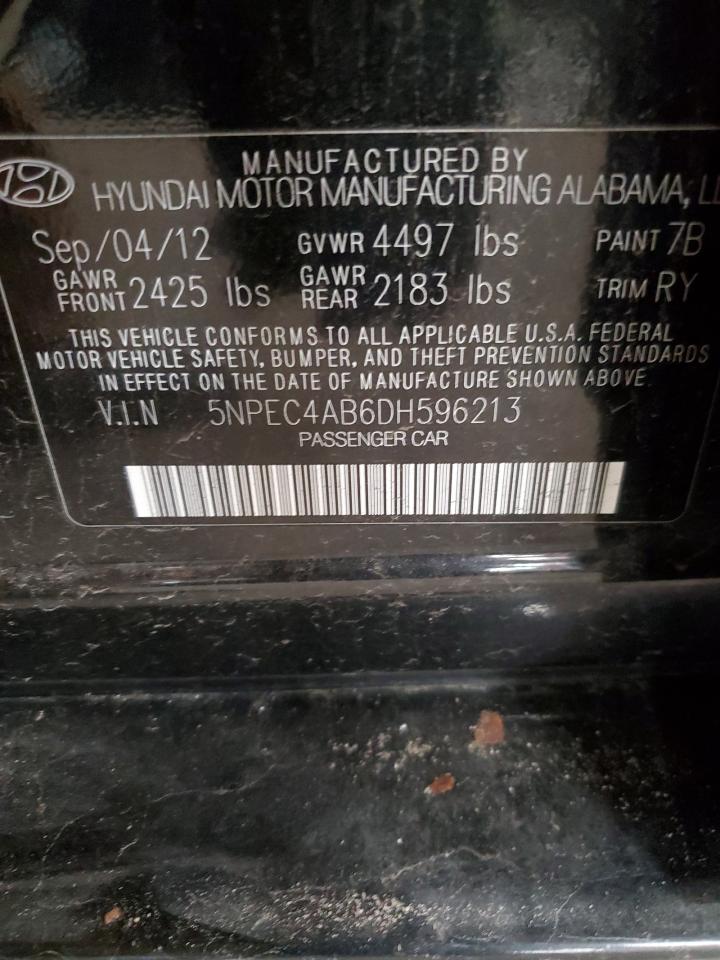 MANUFACTURED BY
HYUNDAI MOTOR MANUFACTURING ALABAMA,
Sep/04/12 GVWR 4497 lbs PAINT 7B
GAWR FRONT 2425 lbs GAWR REAR 2183 lbs TRIM RY
THIS VEHICLE CONFORMS TO ALL APPLICABLE U.S.A. FEDERAL
MOTOR VEHICLE SAFETY, BUMPER, AND THEFT PREVENTION STANDARDS
IN EFFECT ON THE DATE OF MANUFACTURE SHOWN ABOVE.
V.I.N 5NPEC4AB6DH596213
PASSENGER CAR